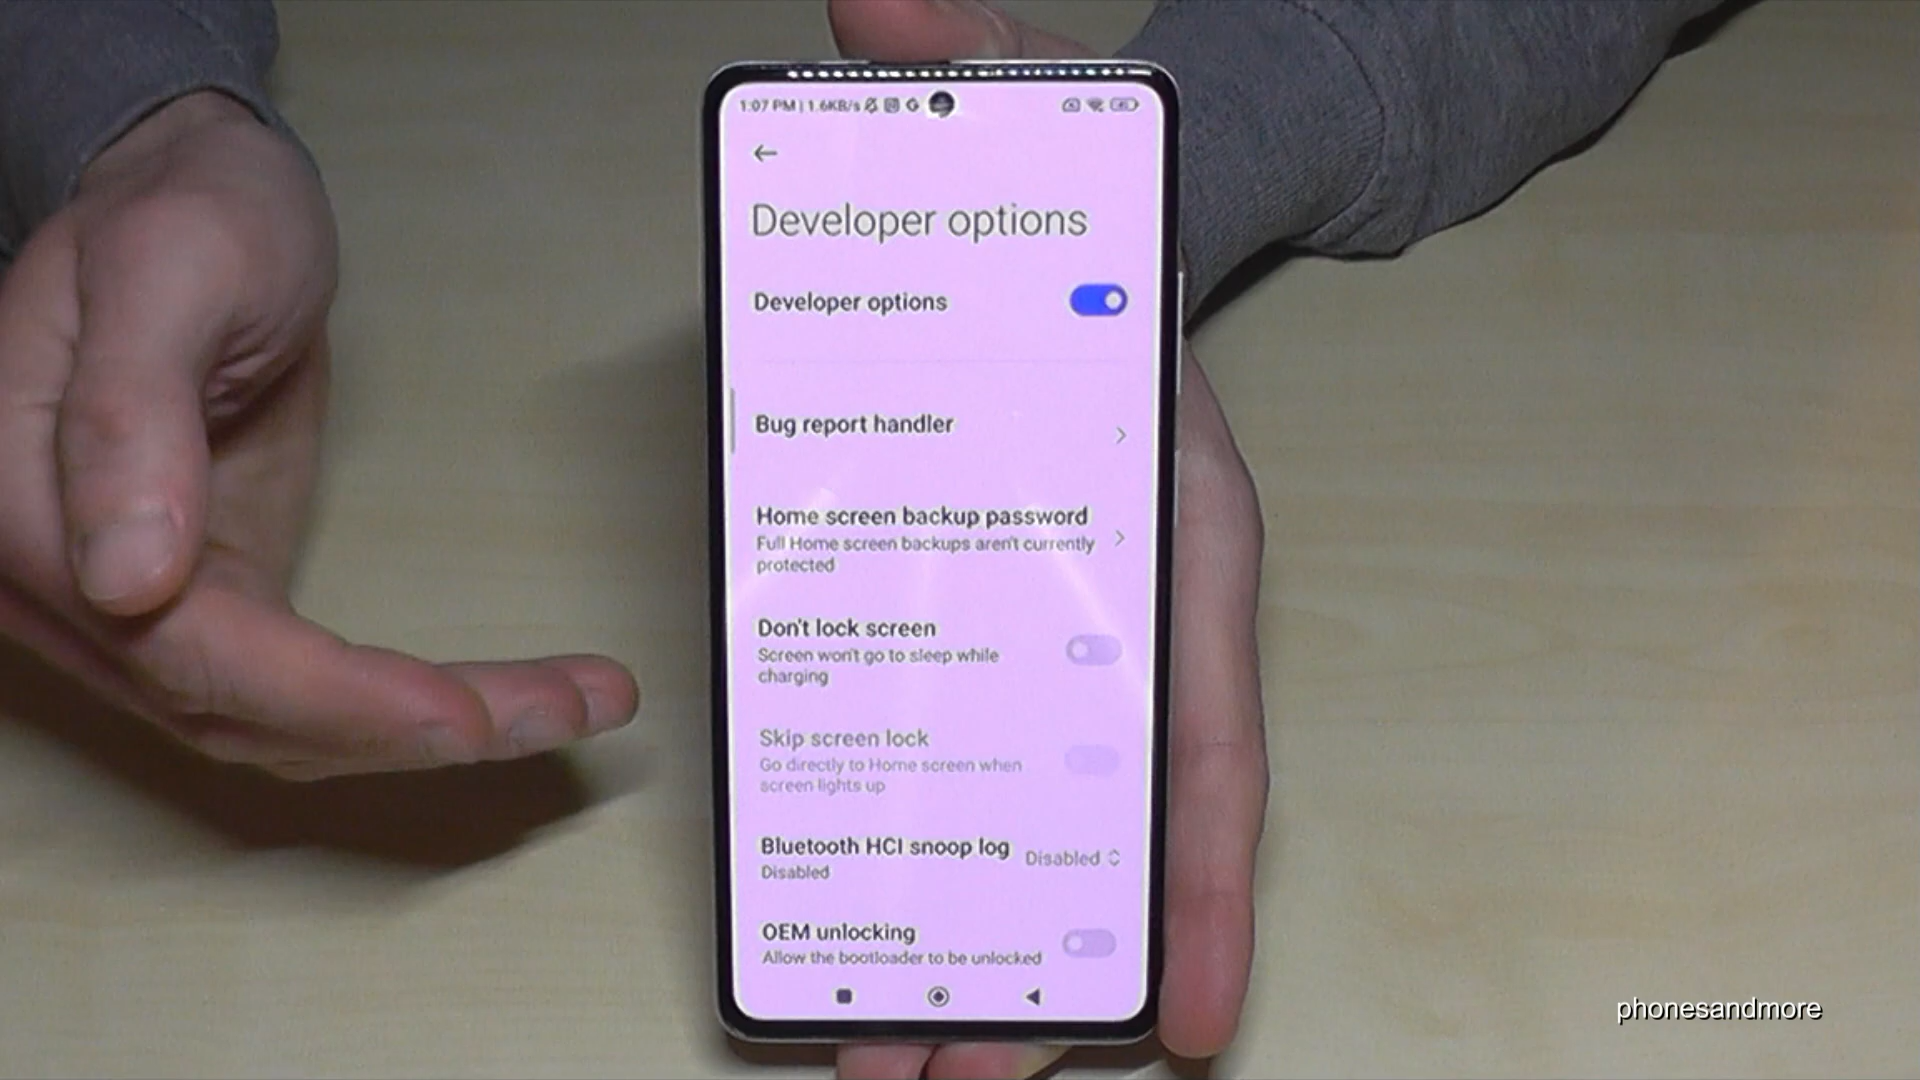 1:07 PM | 1.6KB/s
Developer options
Developer options
Bug report handler
Home screen backup password
Full Home screen backups aren't currently
protected
Don't lock screen
Screen won't go to sleep while
charging
Skip screen lock
Go directly to Home screen when
screen lights up
Bluetooth HCI snoop log
Disabled
Disabled
OEM unlocking
Allow the bootloader to be unlocked
phonesandmore